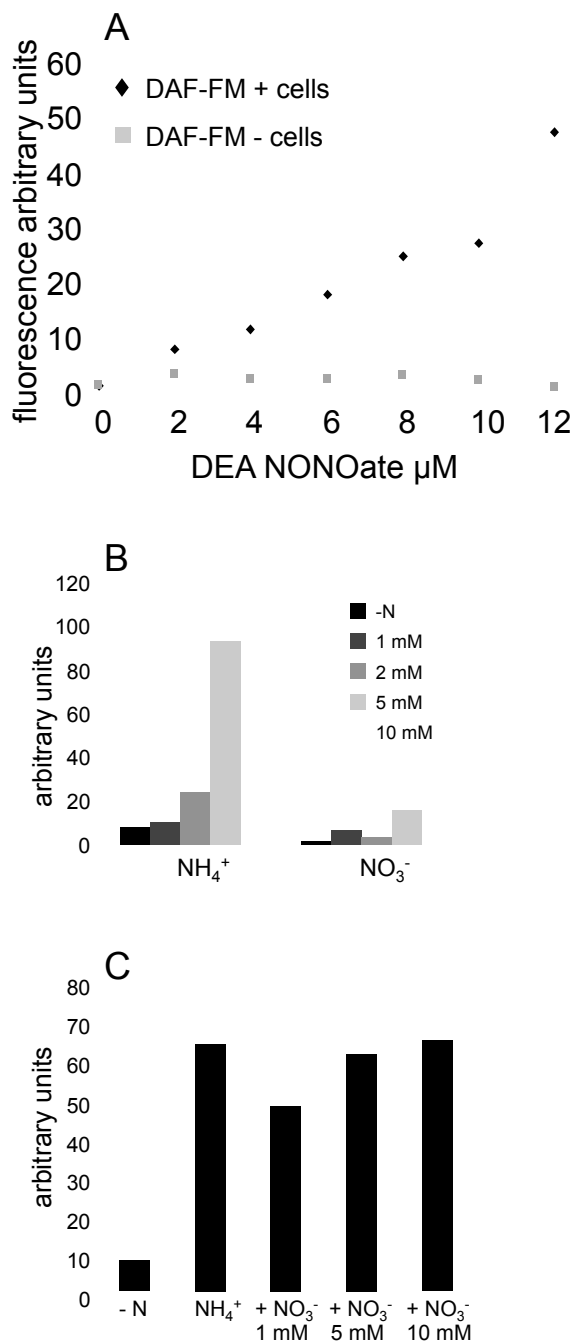 A
fluorescence arbitrary units
60
50
40
30
20
10
0
DAF-FM + cells
DAF-FM - cells
0 2 4 6 8 10 12
DEA NONOate µM
B
arbitrary units
120
100
80
60
40
20
0
-N
1 mM
2 mM
5 mM
10 mM
NH₄⁺ NO₃⁻
C
arbitrary units
80
70
60
50
40
30
20
10
0
- N NH₄⁺ + NO₃⁻ + NO₃⁻ + NO₃⁻
1 mM 5 mM 10 mM